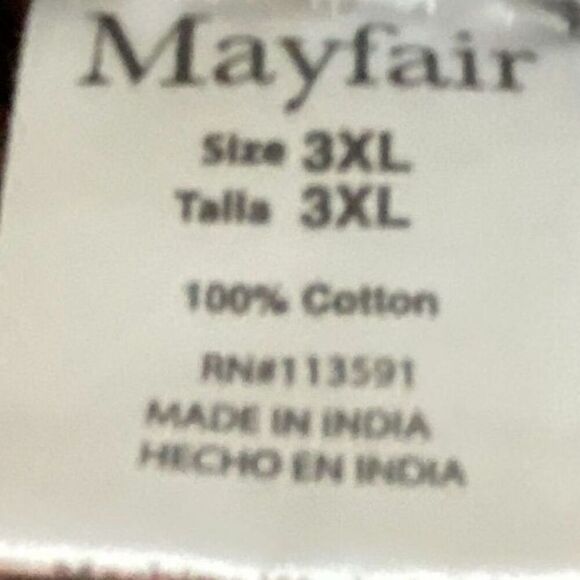 Mayfair
Size 3XL
Talla 3XL
100% Cotton
RN#113591
MADE IN INDIA
HECHO EN INDIA